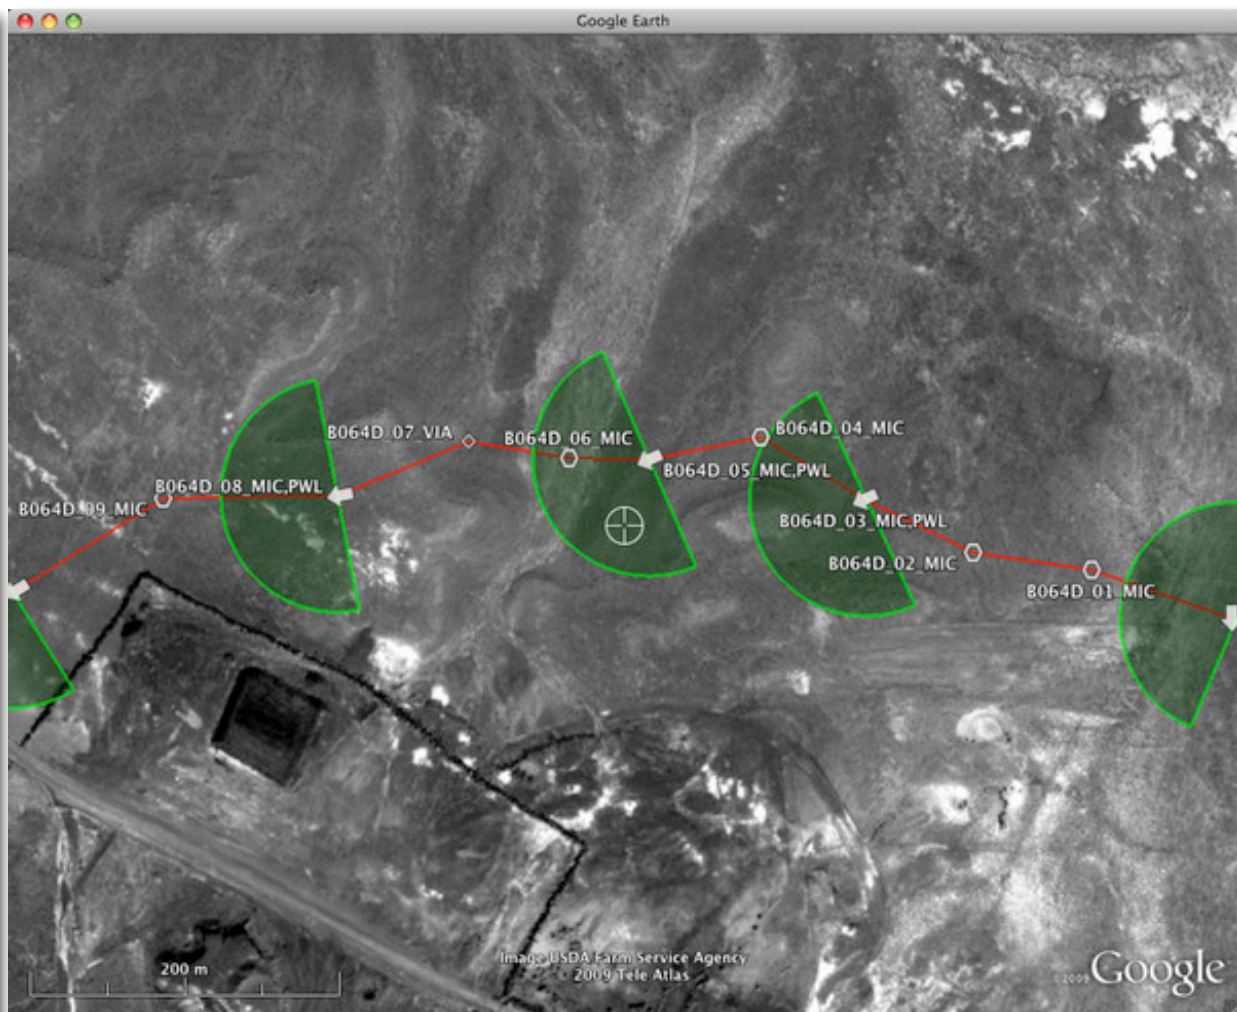 Google Earth
B064D_07_VIA
B064D_06_MIC
B064D_04_MIC
B064D_05_MIC,PWL
B064D_08_MIC,PWL
B064D_09_MIC
B064D_03_MIC,PWL
B064D_02_MIC
B064D_01_MIC
200 m
Image USDA Farm Service Agency
© 2009 Tele Atlas
©2009 Google